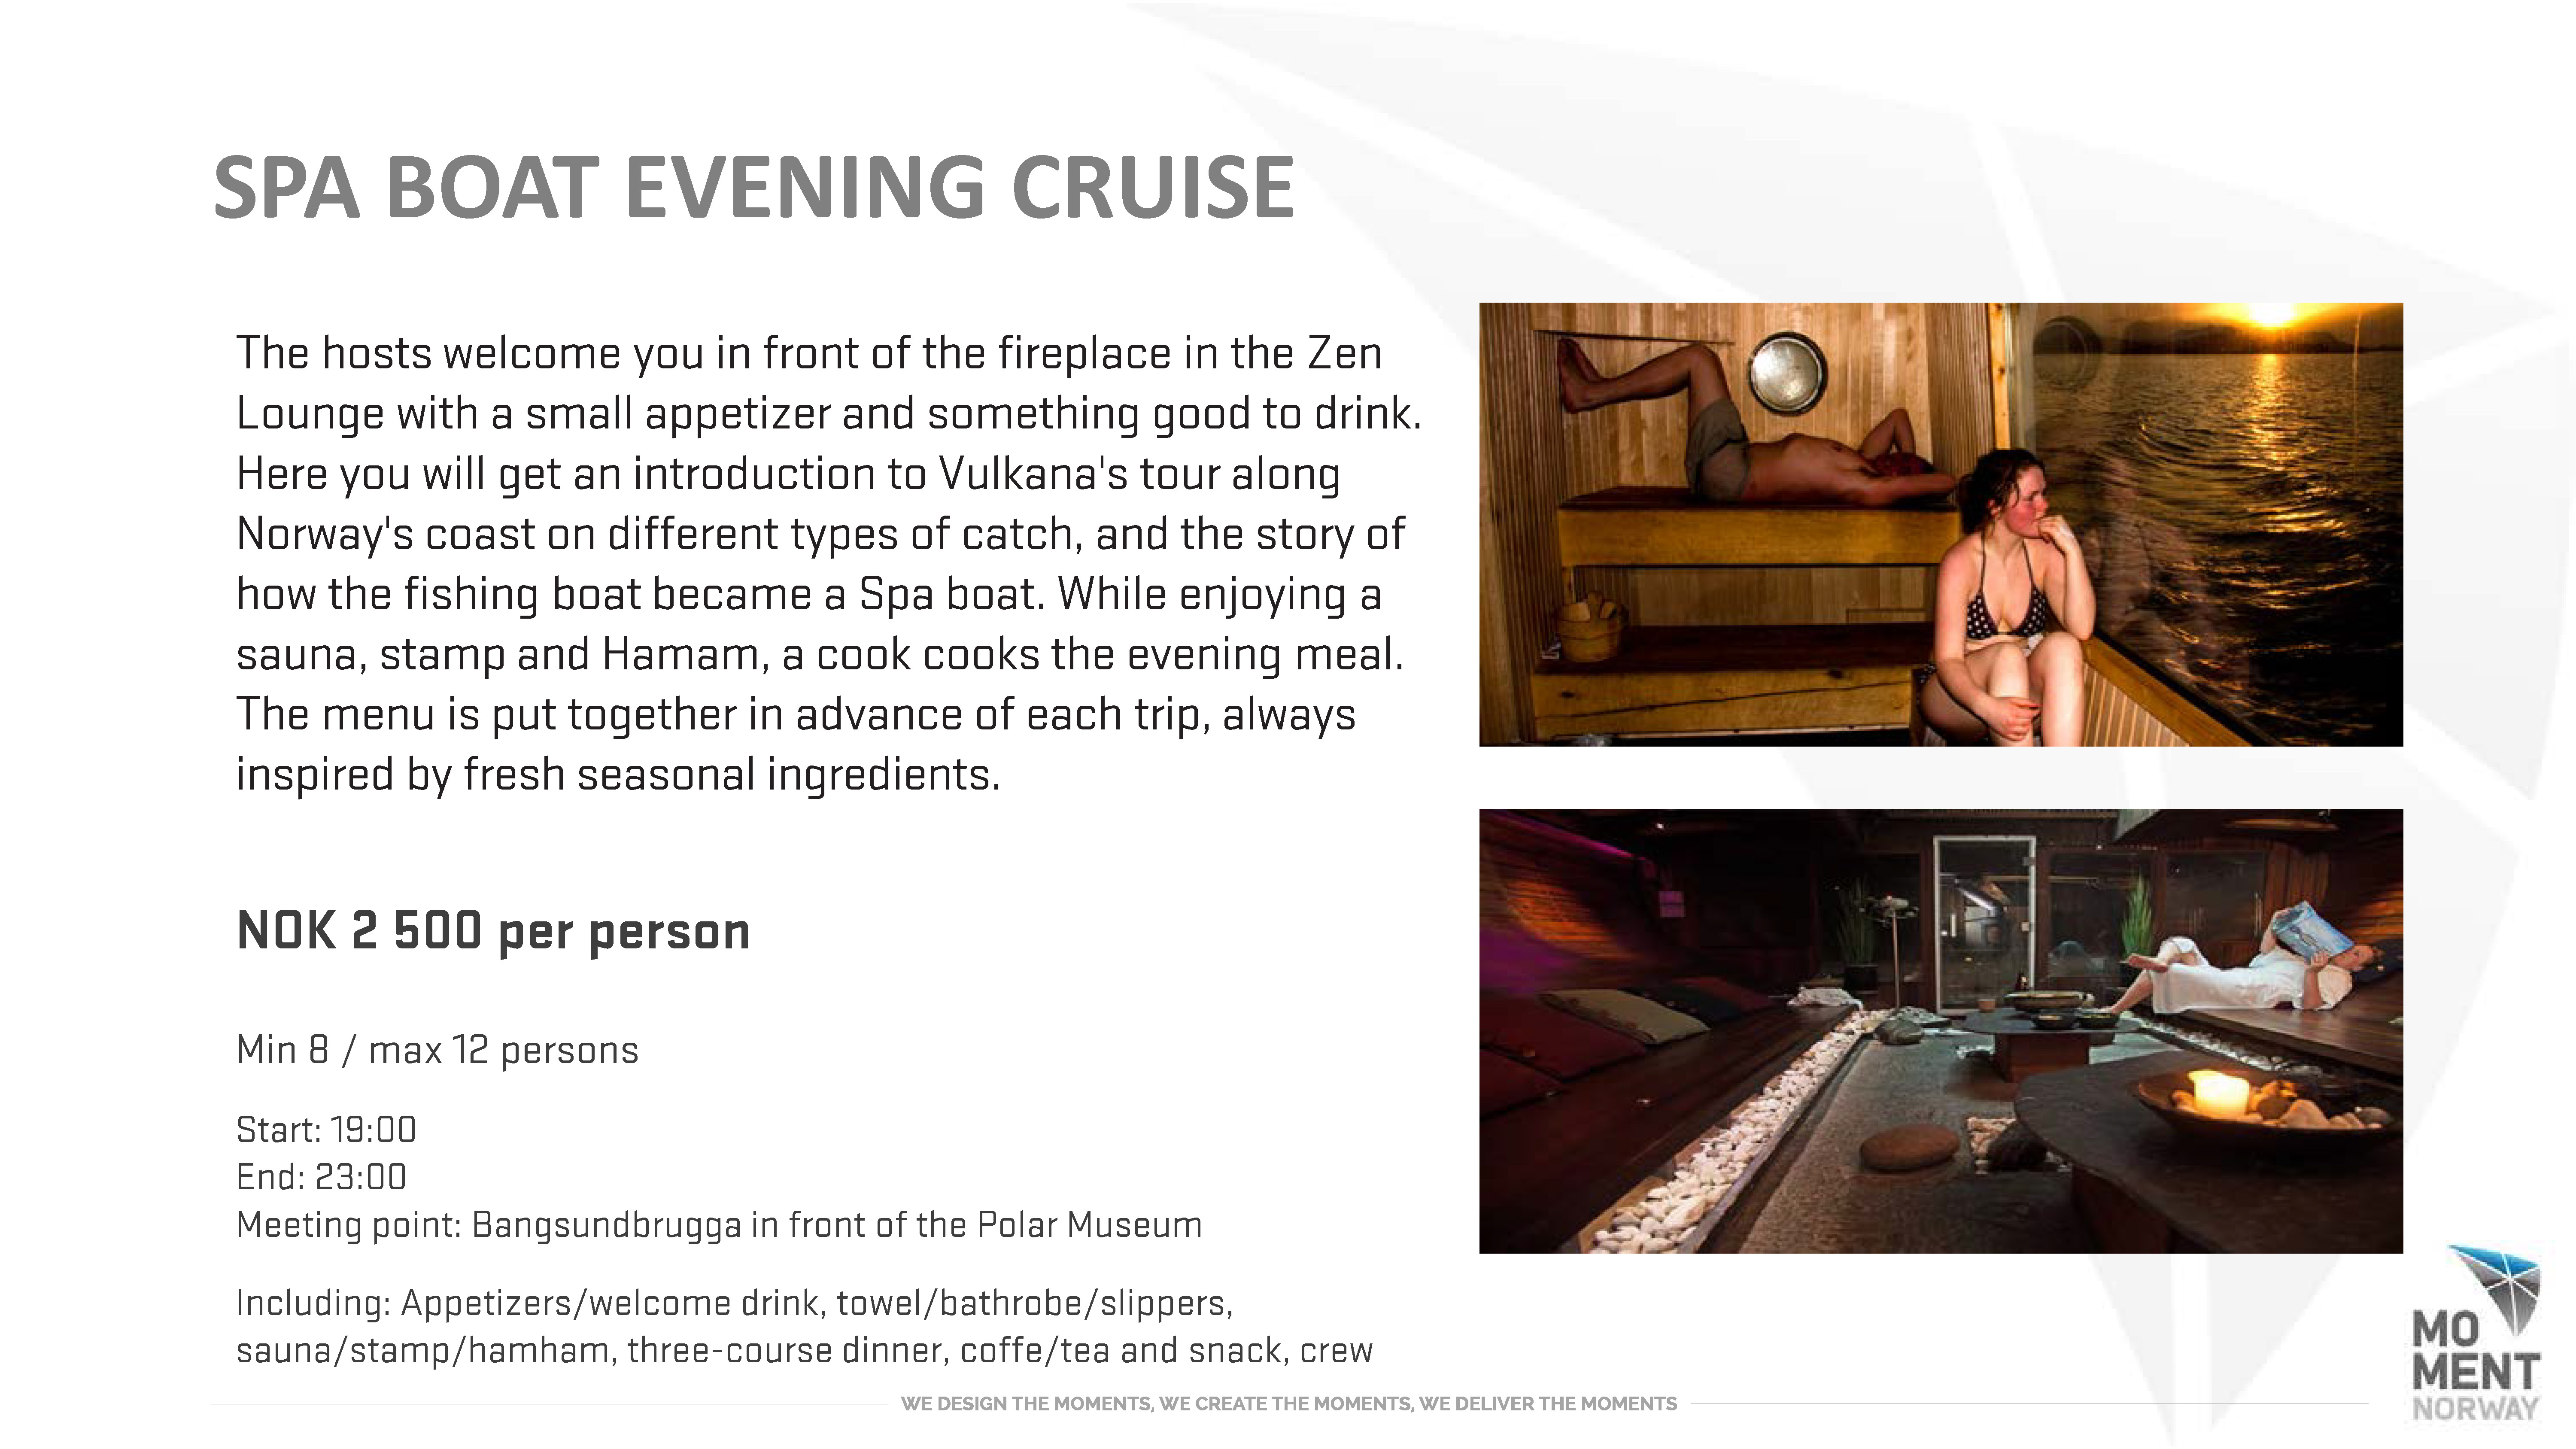 SPA BOAT EVENING CRUISE
The hosts welcome you in front of the fireplace in the Zen
Lounge with a small appetizer and something good to drink.
Here you will get an introduction to Vulkana's tour along
Norway's coast on different types of catch, and the story of
how the fishing boat became a Spa boat. While enjoying a
sauna, stamp and Hamam, a cook cooks the evening meal.
The menu is put together in advance of each trip, always
inspired by fresh seasonal ingredients.
NOK 2 500 per person
Min 8 / max 12 persons
Start: 19:00
End: 23:00
Meeting point: Bangsundbrugga in front of the Polar Museum
Including: Appetizers/welcome drink, towel/bathrobe/slippers,
sauna/stamp/hamham, three-course dinner, coffe/tea and snack, crew
WE DESIGN THE MOMENTS, WE CREATE THE MOMENTS, WE DELIVER THE MOMENTS
MO
MENT
NORWAY